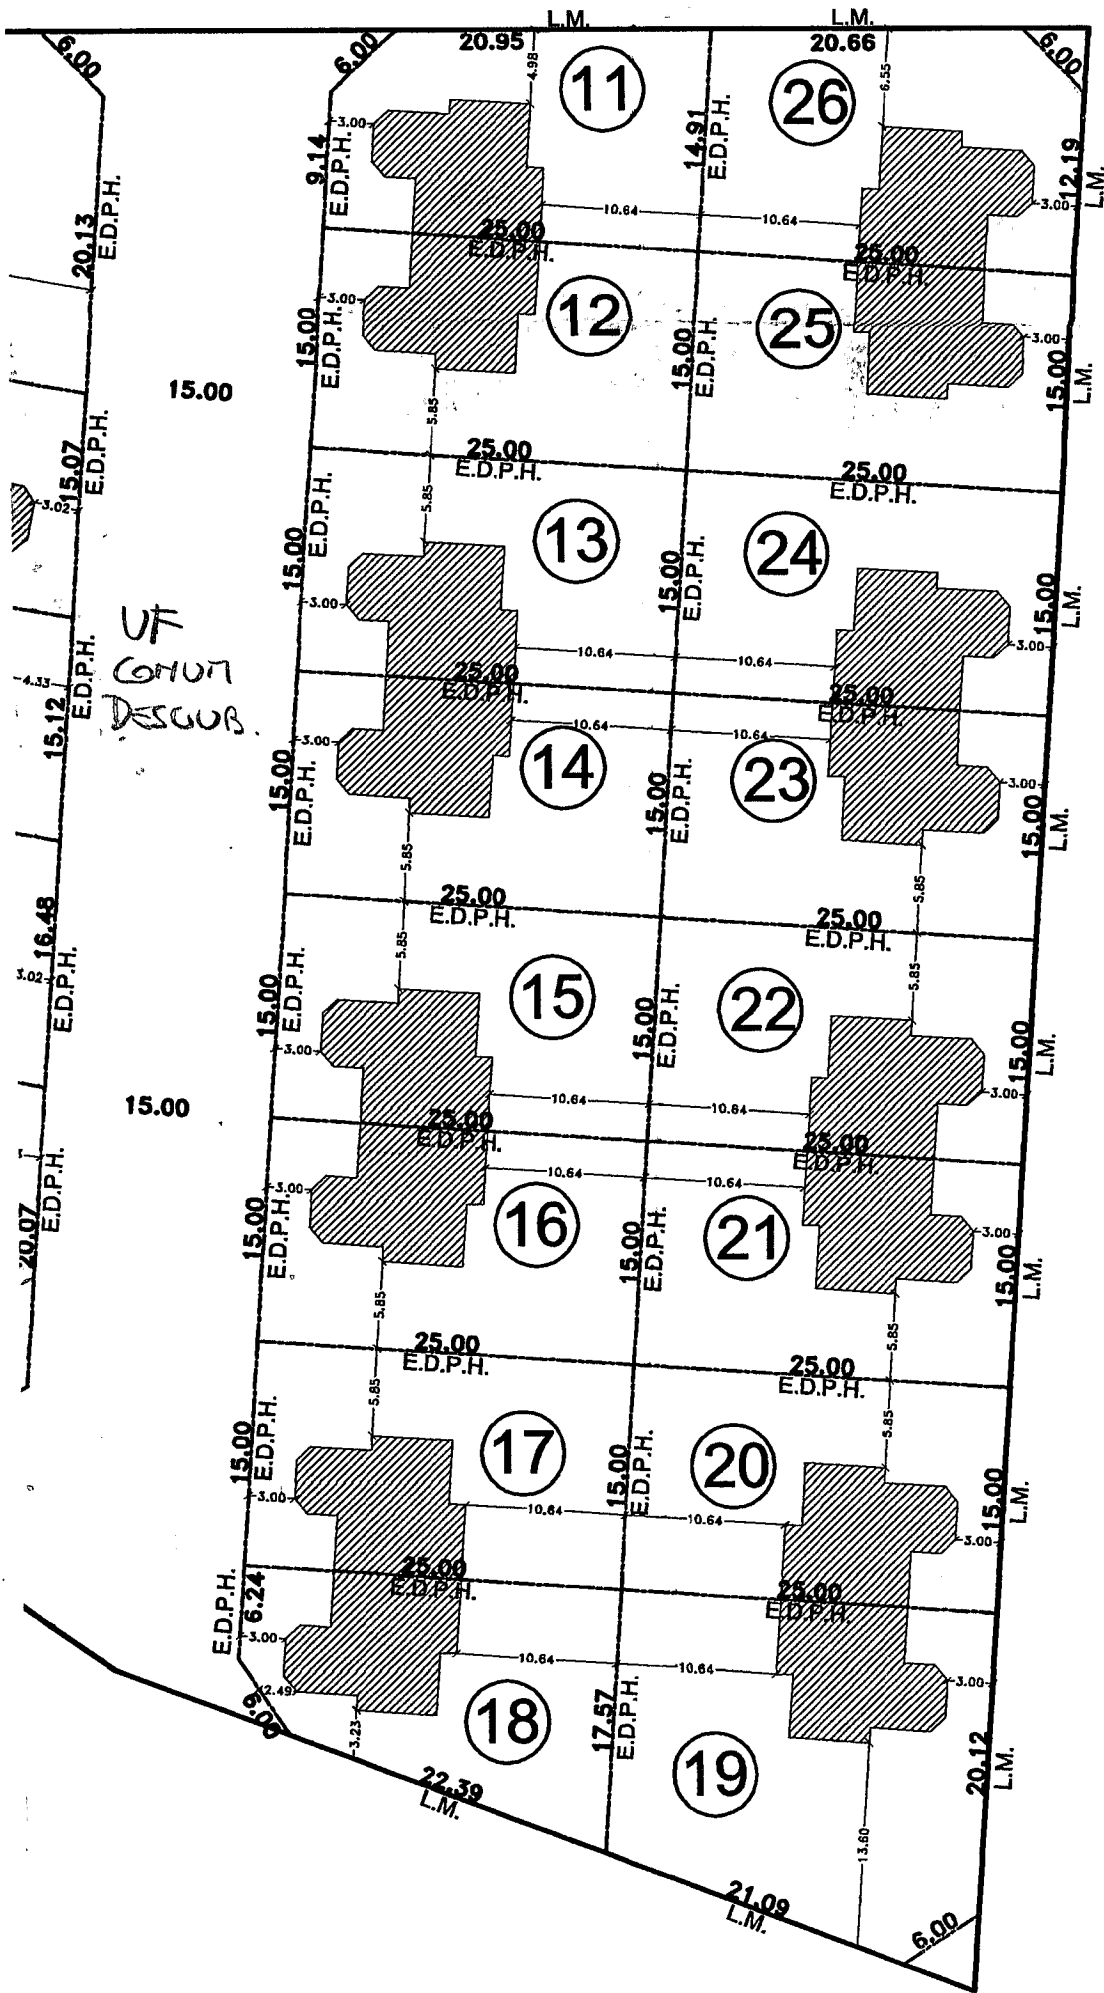 L.M.
L.M.
6.00
6.00
20.95
20.66
6.00
4.98
6.55
11
26
3.00
9.14
E.D.P.H.
14.91
E.D.P.H.
12.19
L.M.
3.00
20.13
E.D.P.H.
10.64
10.64
25.00
E.D.P.H.
25.00
E.D.P.H.
3.00
12
25
15.00
E.D.P.H.
15.00
E.D.P.H.
3.00
15.00
L.M.
15.00
5.85
15.07
E.D.P.H.
25.00
E.D.P.H.
25.00
E.D.P.H.
3.02
5.85
13
24
15.00
E.D.P.H.
15.00
E.D.P.H.
15.00
L.M.
3.00
3.00
UF
COMUM
DESCUB.
10.64
10.64
4.33
15.12
E.D.P.H.
25.00
E.D.P.H.
25.00
E.D.P.H.
10.64
10.64
3.00
14
23
3.00
15.00
E.D.P.H.
15.00
E.D.P.H.
15.00
L.M.
5.85
5.85
25.00
E.D.P.H.
25.00
E.D.P.H.
16.48
E.D.P.H.
3.02
5.85
5.85
15
22
15.00
E.D.P.H.
15.00
E.D.P.H.
15.00
L.M.
3.00
3.00
15.00
10.64
10.64
25.00
E.D.P.H.
25.00
E.D.P.H.
20.07
E.D.P.H.
10.64
10.64
3.00
16
21
3.00
15.00
E.D.P.H.
15.00
E.D.P.H.
15.00
L.M.
5.85
5.85
25.00
E.D.P.H.
25.00
E.D.P.H.
5.85
5.85
17
20
15.00
E.D.P.H.
15.00
E.D.P.H.
15.00
L.M.
3.00
10.64
10.64
3.00
25.00
E.D.P.H.
25.00
E.D.P.H.
E.D.P.H.
6.24
3.00
10.64
10.64
3.00
2.49
6.00
3.23
18
17.57
E.D.P.H.
19
20.12
L.M.
22.39
L.M.
13.60
21.09
L.M.
6.00